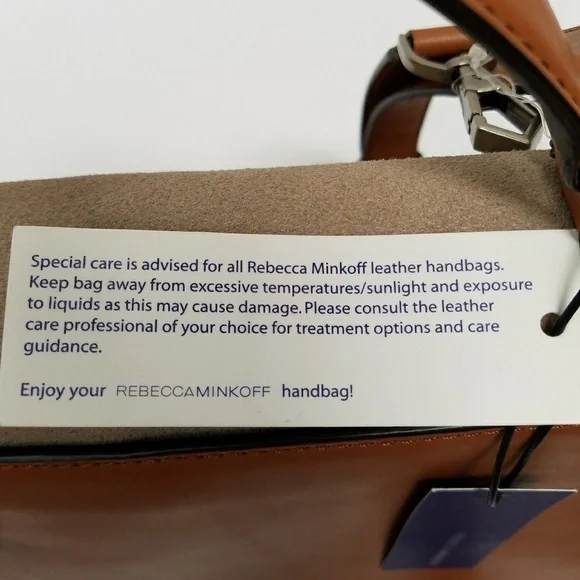 Special care is advised for all Rebecca Minkoff leather handbags.
Keep bag away from excessive temperatures/sunlight and exposure
to liquids as this may cause damage. Please consult the leather
care professional of your choice for treatment options and care
guidance.
Enjoy your REBECCAMINKOFF handbag!